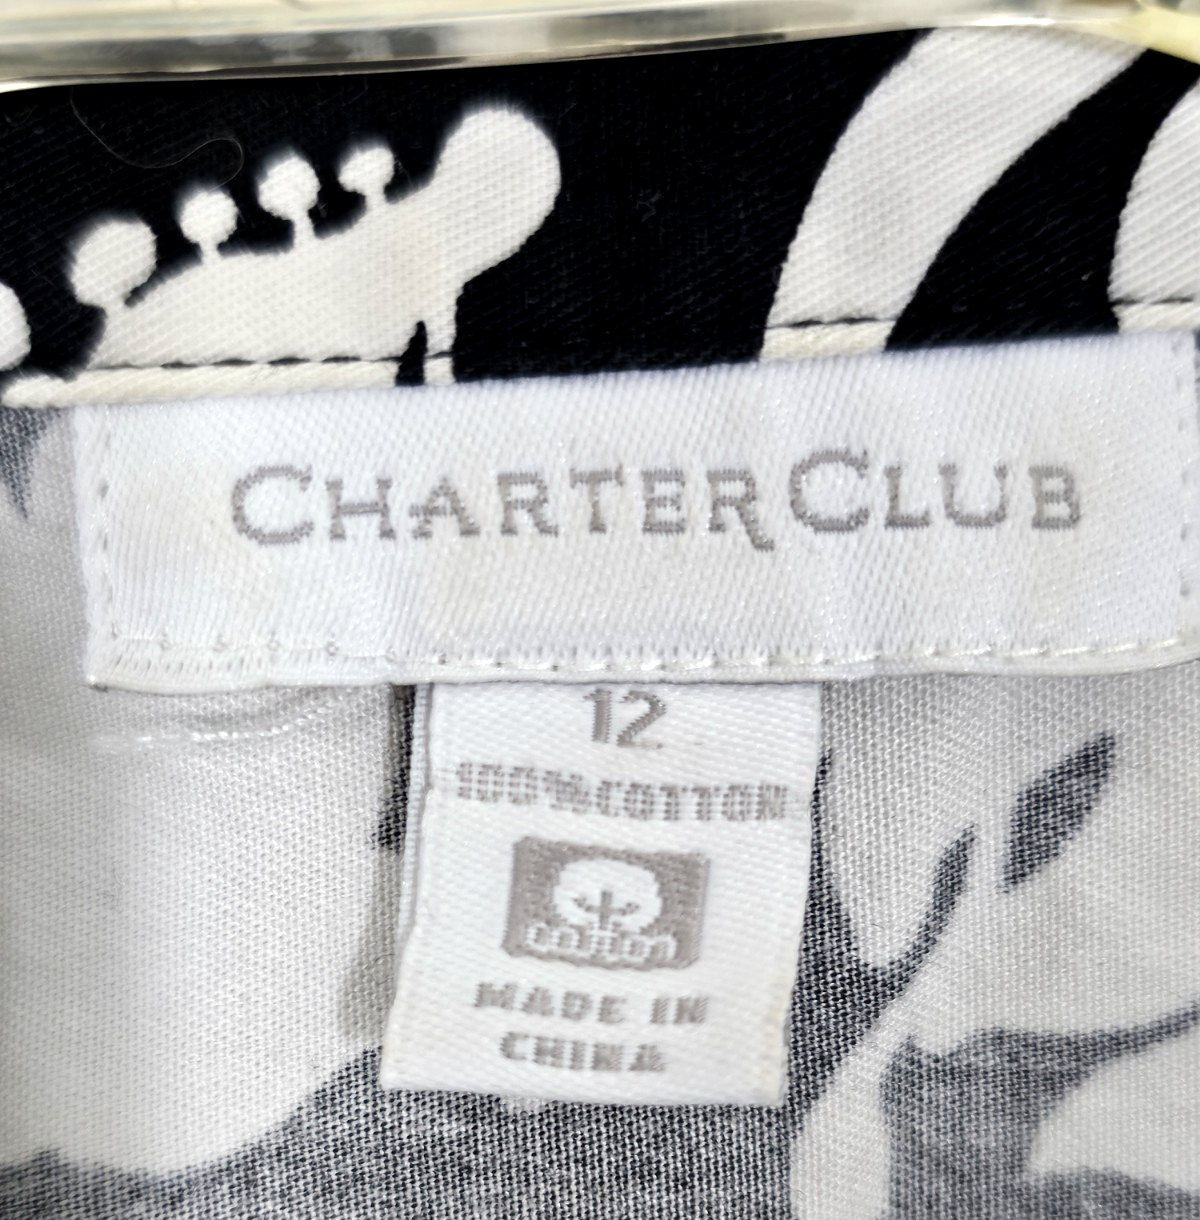 CHARTER CLUB
12
100% COTTON
cotton
MADE IN
CHINA